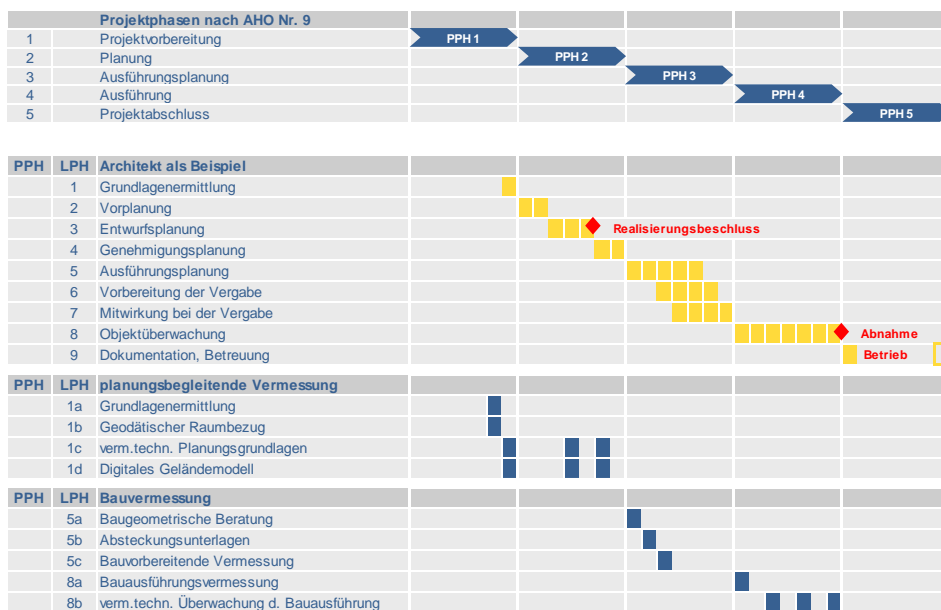 Projektphasen nach AHO Nr. 9
1 Projektvorbereitung PPH 1
2 Planung PPH 2
3 Ausführungsplanung PPH 3
4 Ausführung PPH 4
5 Projektabschluss PPH 5
PPH LPH Architekt als Beispiel
1 Grundlagenermittlung
2 Vorplanung
3 Entwurfsplanung Realisierungsbeschluss
4 Genehmigungsplanung
5 Ausführungsplanung
6 Vorbereitung der Vergabe
7 Mitwirkung bei der Vergabe
8 Objektüberwachung Abnahme
9 Dokumentation, Betreuung Betrieb
PPH LPH planungsbegleitende Vermessung
1a Grundlagenermittlung
1b Geodätischer Raumbezug
1c verm.techn. Planungsgrundlagen
1d Digitales Geländemodell
PPH LPH Bauvermessung
5a Baugeometrische Beratung
5b Absteckungsunterlagen
5c Bauvorbereitende Vermessung
8a Bauausführungsvermessung
8b verm.techn. Überwachung d. Bauausführung